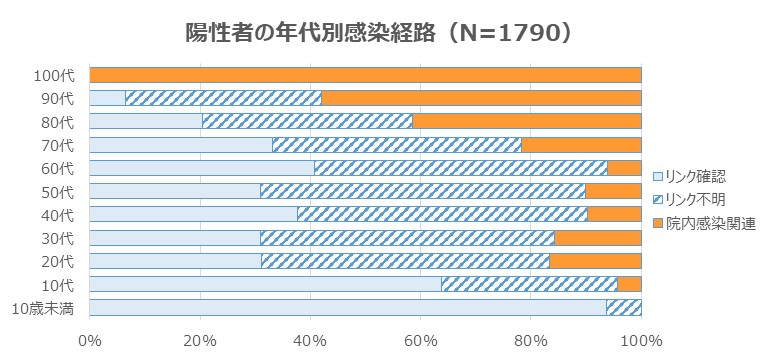 陽性者の年代別感染経路（N=1790）
100代
90代
80代
70代
60代
50代
40代
30代
20代
10代
10歳未満
0%
20%
40%
60%
80%
100%
リンク確認
リンク不明
院内感染関連